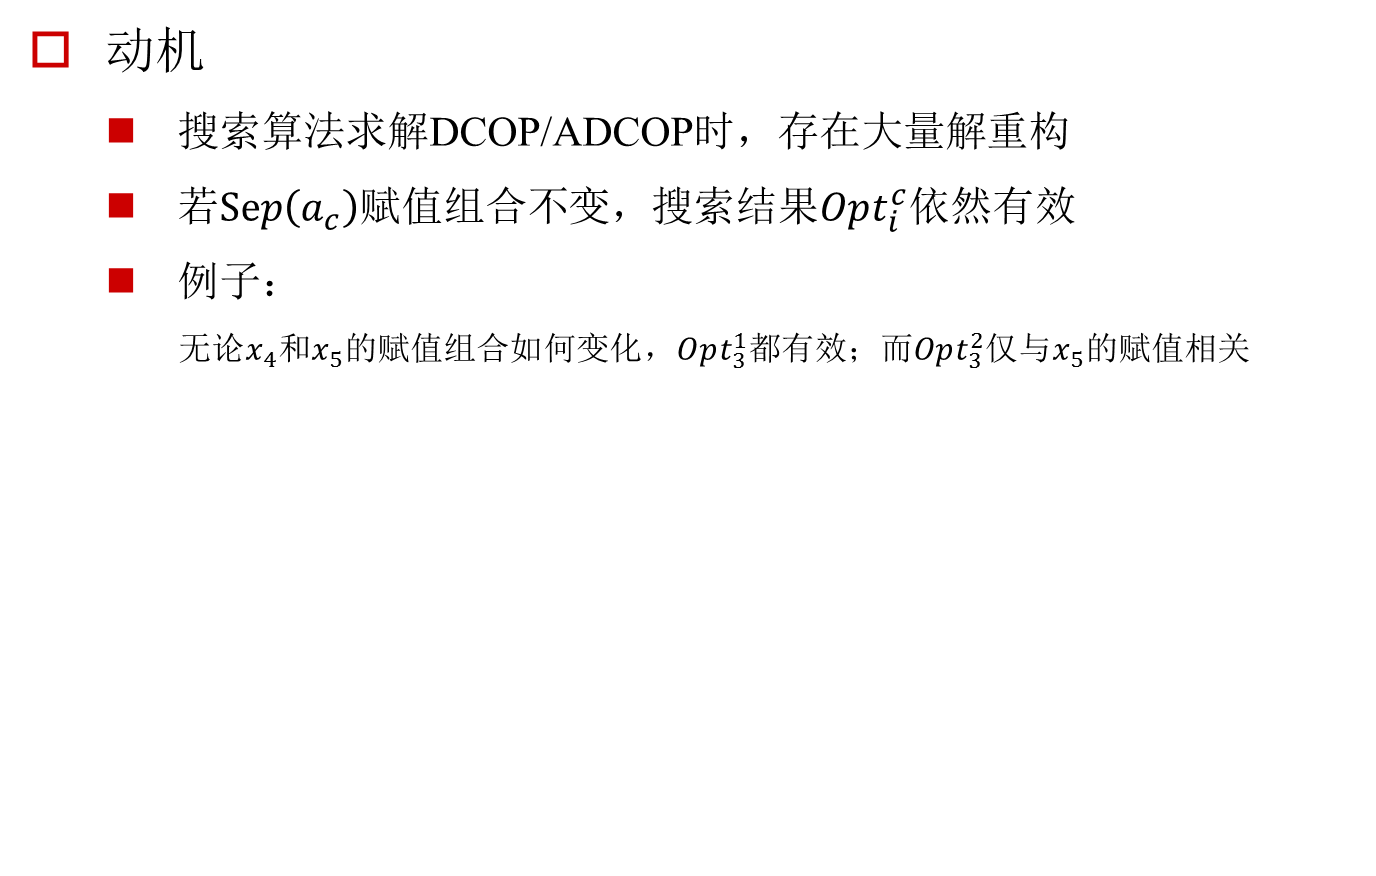 动机
搜索算法求解DCOP/ADCOP时，存在大量解重构
若Sep(a_c)赋值组合不变，搜索结果Opt_i^c依然有效
例子：
无论x_4和x_5的赋值组合如何变化，Opt_3^1都有效；而Opt_3^2仅与x_5的赋值相关